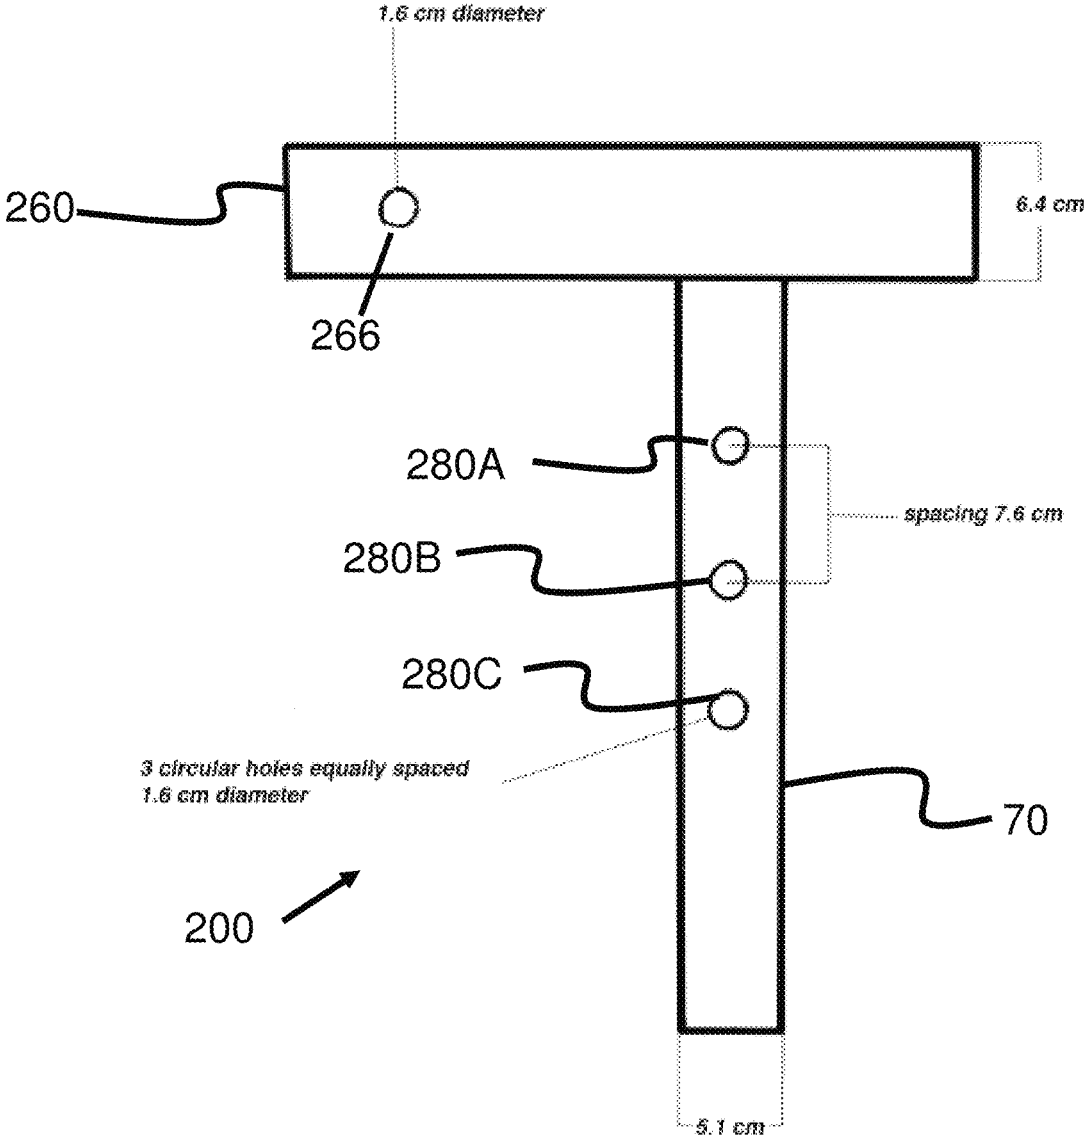 1.6 cm diameter
260
6.4 cm
266
280A
spacing 7.6 cm
280B
280C
3 circular holes equally spaced
1.6 cm diameter
70
200
5.1 cm